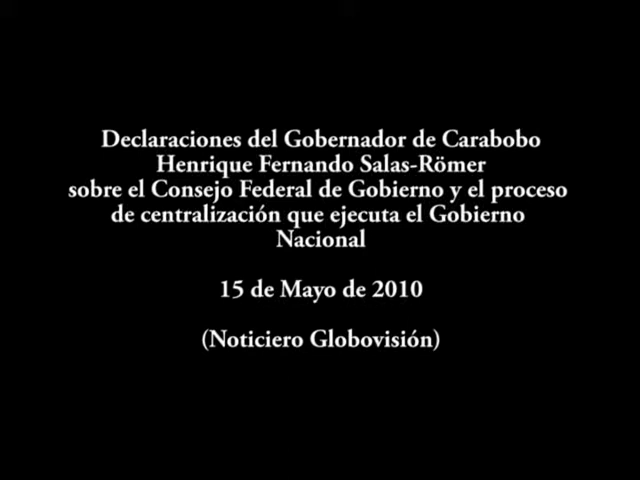 Declaraciones del Gobernador de Carabobo
Henrique Fernando Salas-Römer
sobre el Consejo Federal de Gobierno y el proceso
de centralización que ejecuta el Gobierno
Nacional
15 de Mayo de 2010
(Noticiero Globovisión)